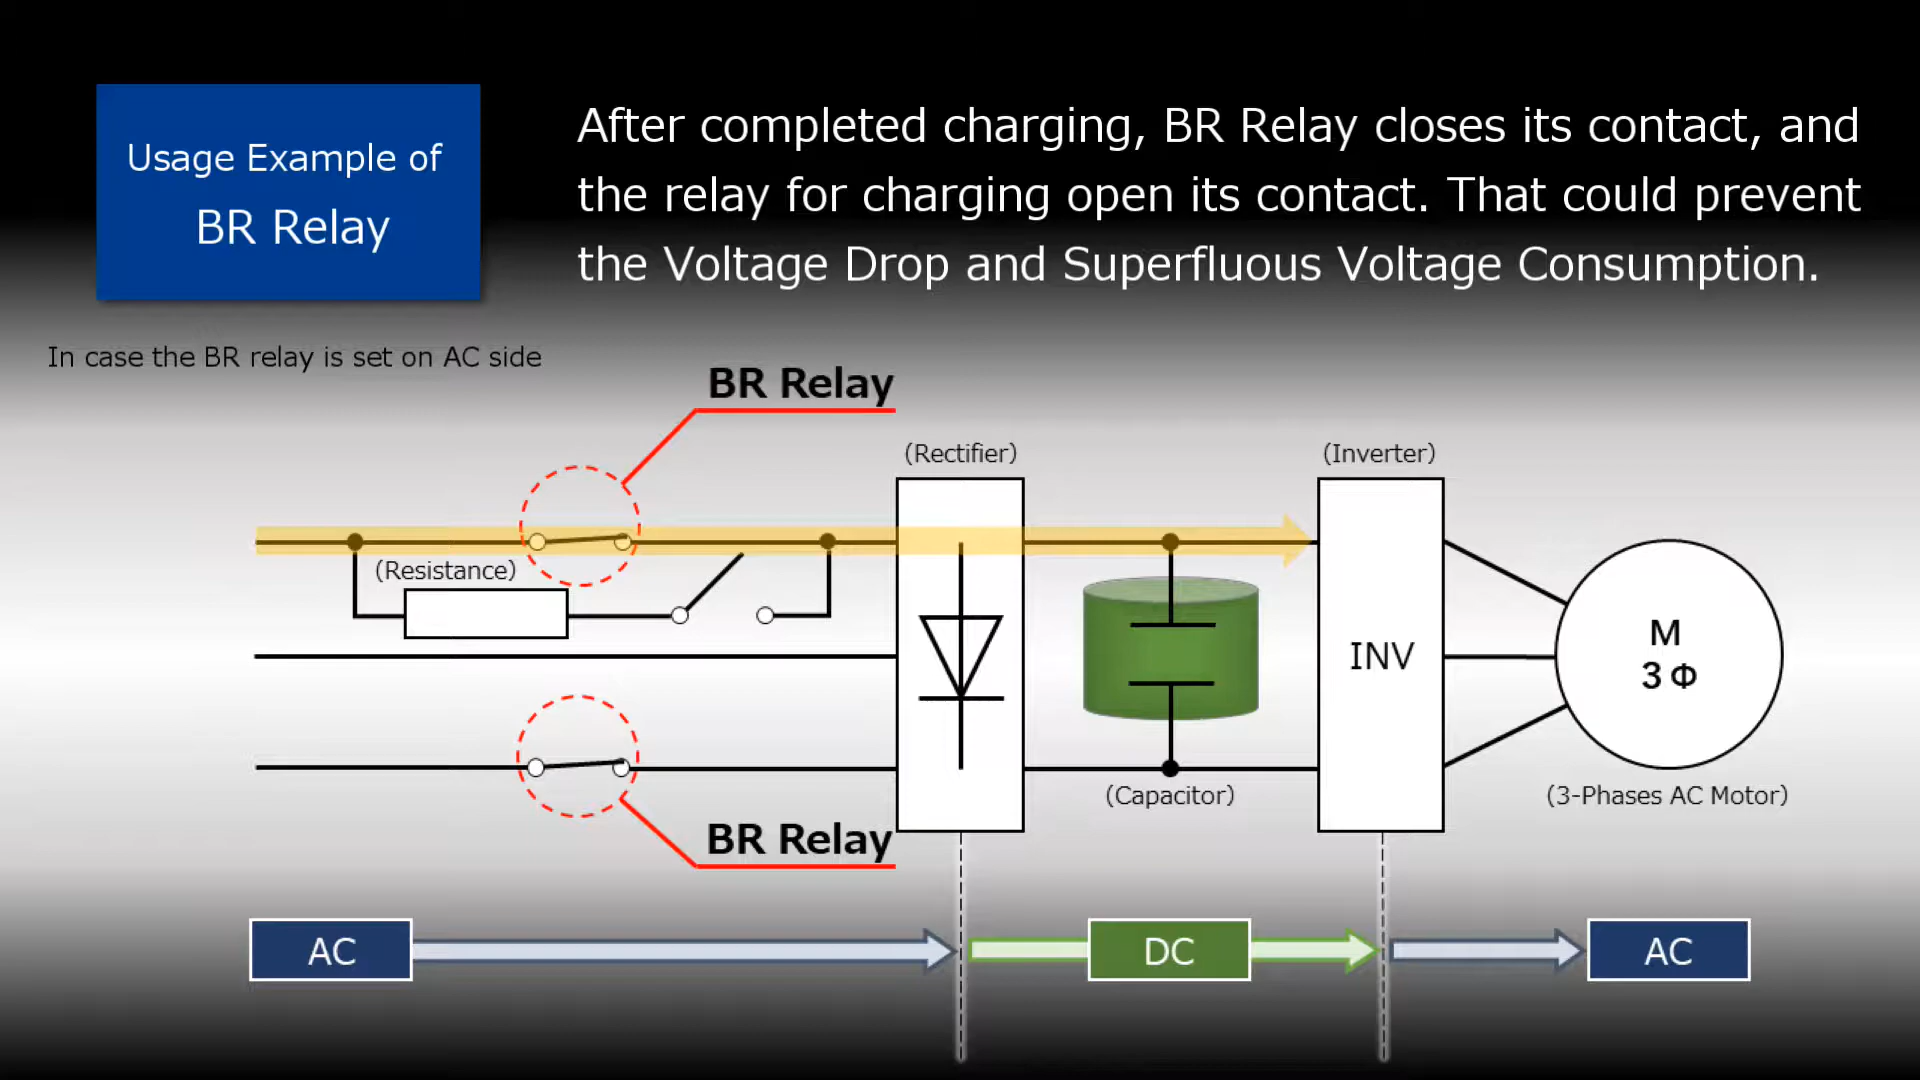 Usage Example of
BR Relay
After completed charging, BR Relay closes its contact, and
the relay for charging open its contact. That could prevent
the Voltage Drop and Superfluous Voltage Consumption.
In case the BR relay is set on AC side
BR Relay
(Rectifier)
(Inverter)
(Resistance)
INV
M
3 Φ
(Capacitor)
(3-Phases AC Motor)
BR Relay
AC
DC
AC